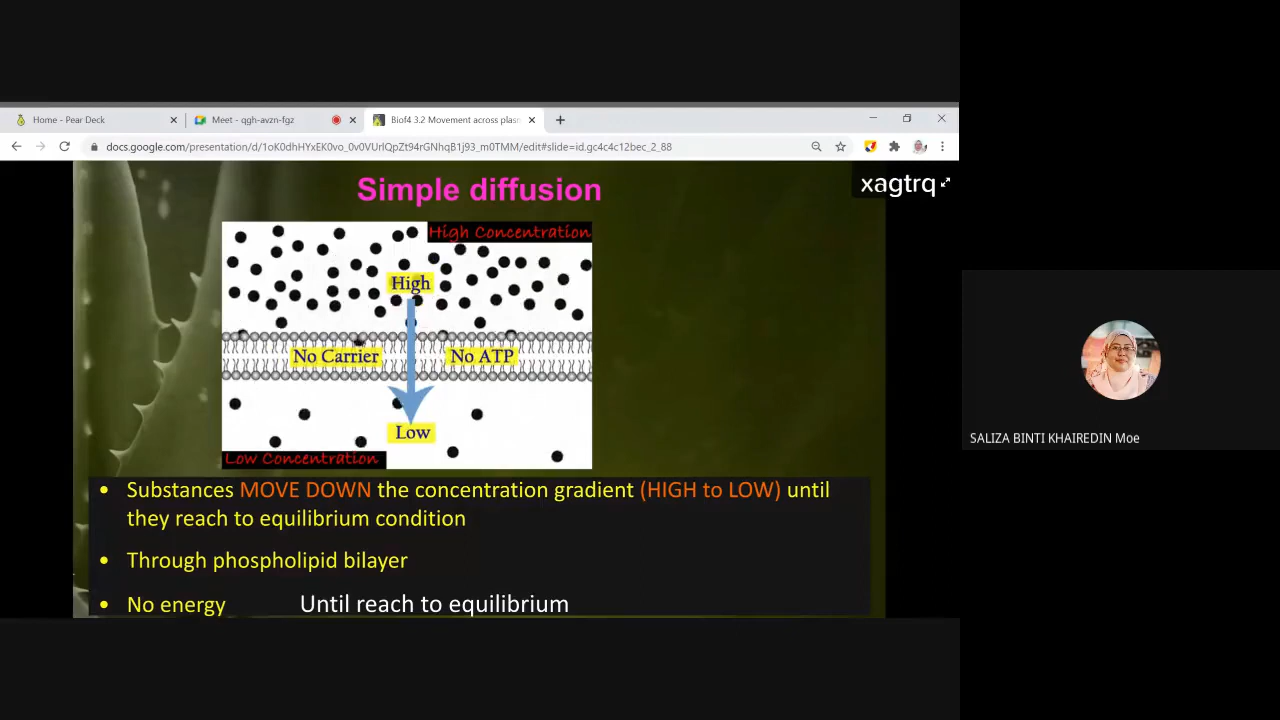 Home - Pear Deck
Meet - qgh-avzn-fgz
Biof4 3.2 Movement across plasm
docs.google.com/presentation/d/1oK0dhHYxEK0vo_0v0VUrlQpZt94rGNhqB1j93_m0TMM/edit#slide=id.gc4c4c12bec_2_88
xagtrq
Simple diffusion
High Concentration
High
No Carrier
No ATP
Low
Low Concentration
• Substances MOVE DOWN the concentration gradient (HIGH to LOW) until
they reach to equilibrium condition
• Through phospholipid bilayer
• No energy
Until reach to equilibrium
SALIZA BINTI KHAIREDIN Moe